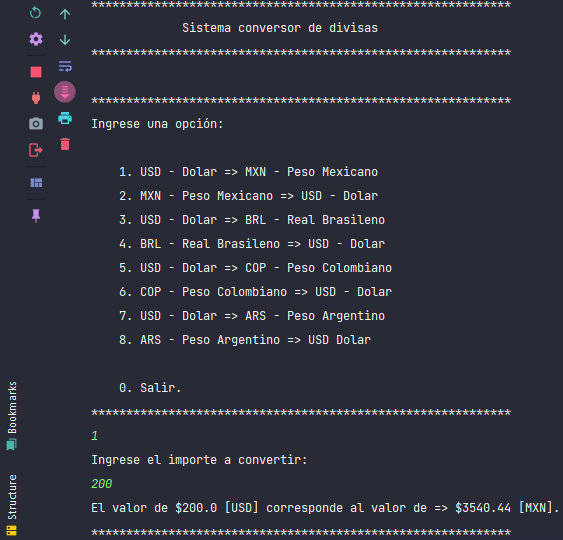 ************************************************************
Sistema conversor de divisas
************************************************************
************************************************************
Ingrese una opción:
1. USD - Dolar => MXN - Peso Mexicano
2. MXN - Peso Mexicano => USD - Dolar
3. USD - Dolar => BRL - Real Brasileno
4. BRL - Real Brasileno => USD - Dolar
5. USD - Dolar => COP - Peso Colombiano
6. COP - Peso Colombiano => USD - Dolar
7. USD - Dolar => ARS - Peso Argentino
8. ARS - Peso Argentino => USD Dolar
0. Salir.
************************************************************
1
Ingrese el importe a convertir:
200
El valor de $200.0 [USD] corresponde al valor de => $3540.44 [MXN].
************************************************************
Bookmarks
Structure